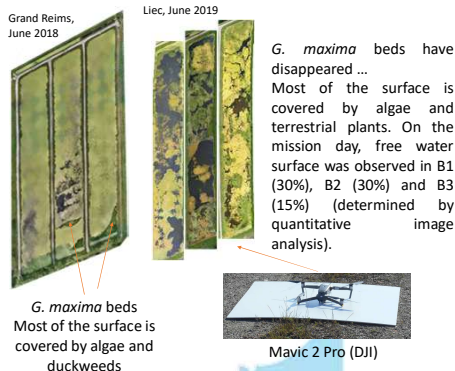 Grand Reims,
June 2018
Liec, June 2019
G. maxima beds have
disappeared …
Most of the surface is
covered by algae and
terrestrial plants. On the
mission day, free water
surface was observed in B1
(30%), B2 (30%) and B3
(15%) (determined by
quantitative image
analysis).
G. maxima beds
Most of the surface is
covered by algae and
duckweeds
Mavic 2 Pro (DJI)